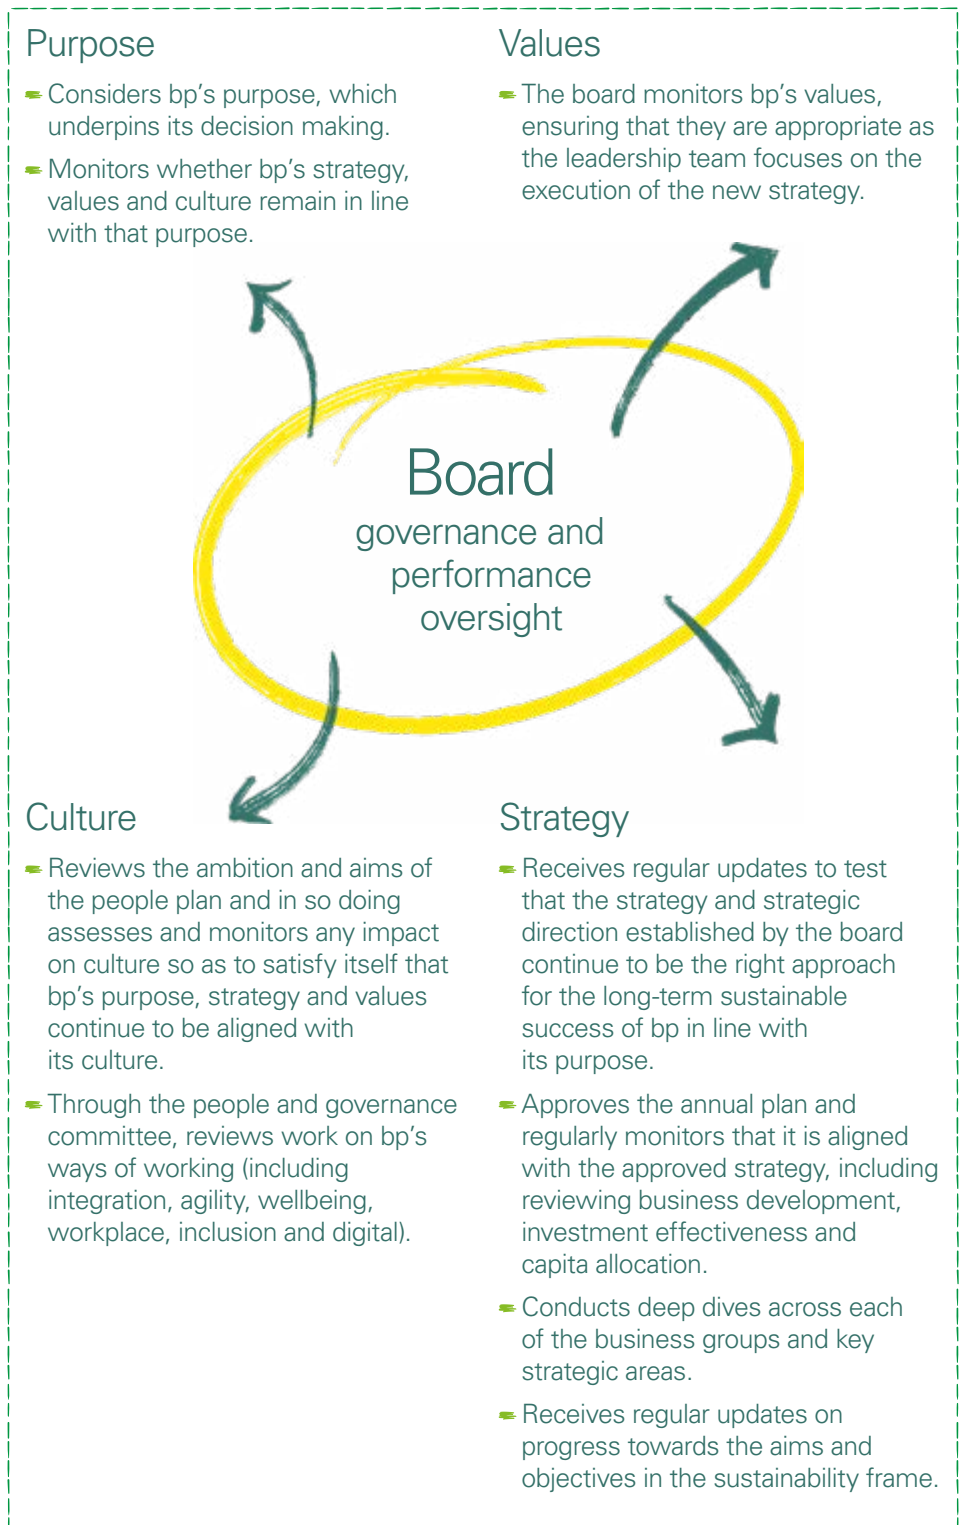 Purpose
Considers bp's purpose, which
underpins its decision making.
Monitors whether bp's strategy,
values and culture remain in line
with that purpose.
Values
The board monitors bp's values,
ensuring that they are appropriate as
the leadership team focuses on the
execution of the new strategy.
Board
governance and
performance
oversight
Culture
Reviews the ambition and aims of
the people plan and in so doing
assesses and monitors any impact
on culture so as to satisfy itself that
bp's purpose, strategy and values
continue to be aligned with
its culture.
Through the people and governance
committee, reviews work on bp's
ways of working (including
integration, agility, wellbeing,
workplace, inclusion and digital).
Strategy
Receives regular updates to test
that the strategy and strategic
direction established by the board
continue to be the right approach
for the long-term sustainable
success of bp in line with
its purpose.
Approves the annual plan and
regularly monitors that it is aligned
with the approved strategy, including
reviewing business development,
investment effectiveness and
capita allocation.
Conducts deep dives across each
of the business groups and key
strategic areas.
Receives regular updates on
progress towards the aims and
objectives in the sustainability frame.